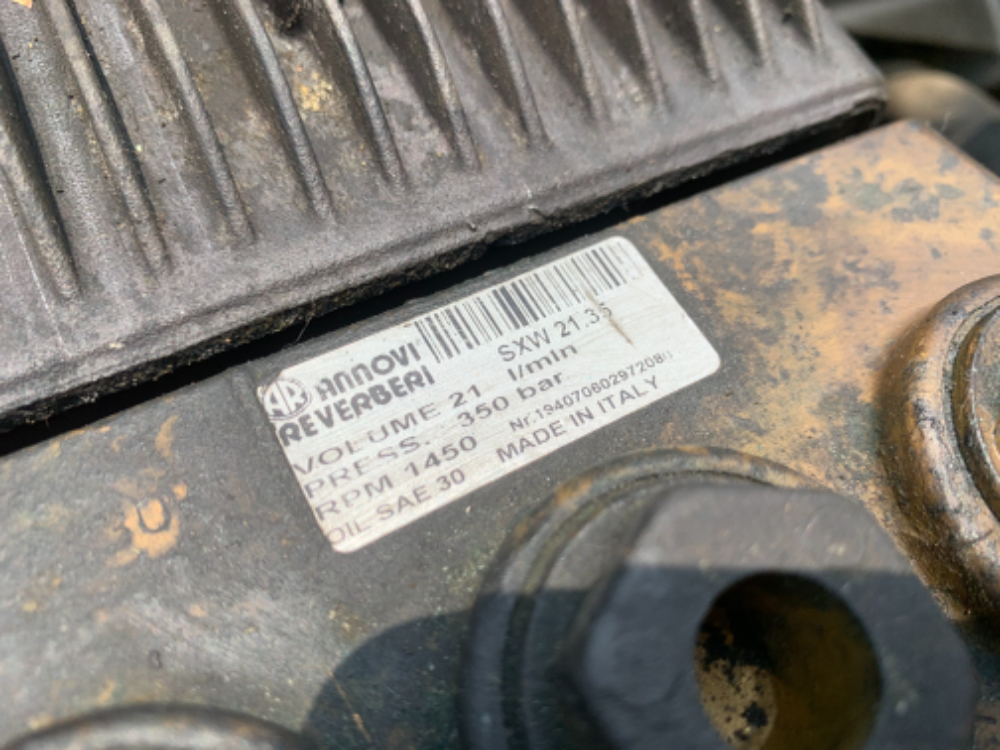 AR ANNOVI
REVERBERI
SXW 21.35
VOLUME 21 l/min
PRESS. 350 bar
RPM 1450
OIL SAE 30
MADE IN ITALY